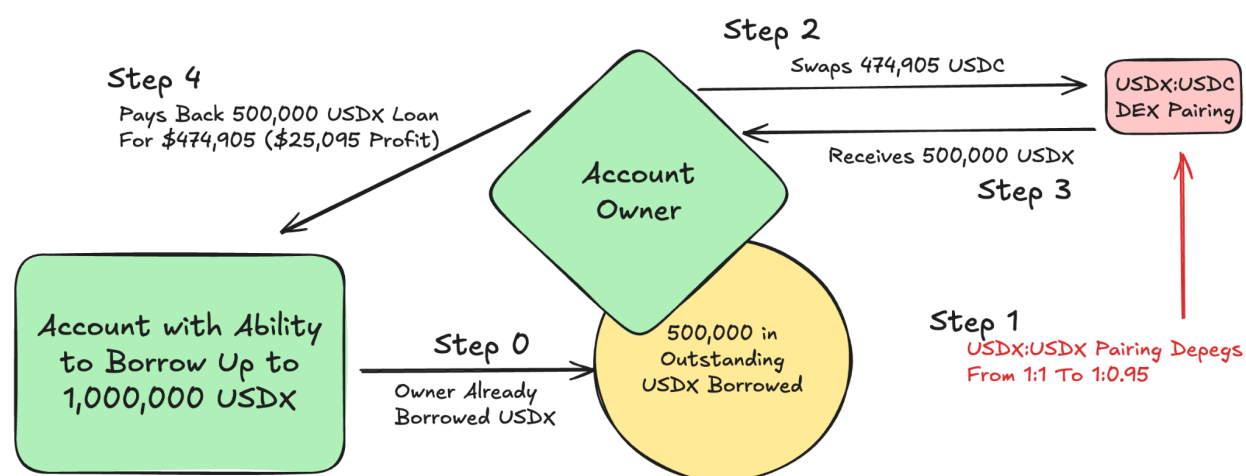 Step 2
Swaps 474,905 USDC
USDX:USDC
DEX Pairing
Step 4
Pays Back 500,000 USDX Loan
For $474,905 ($25,095 Profit)
Receives 500,000 USDX
Step 3
Account
Owner
Account with Ability
to Borrow Up to
1,000,000 USDX
Step 0
Owner Already
Borrowed USDX
500,000 in
Outstanding
USDX Borrowed
Step 1
USDX:USDX Pairing Depegs
From 1:1 To 1:0.95